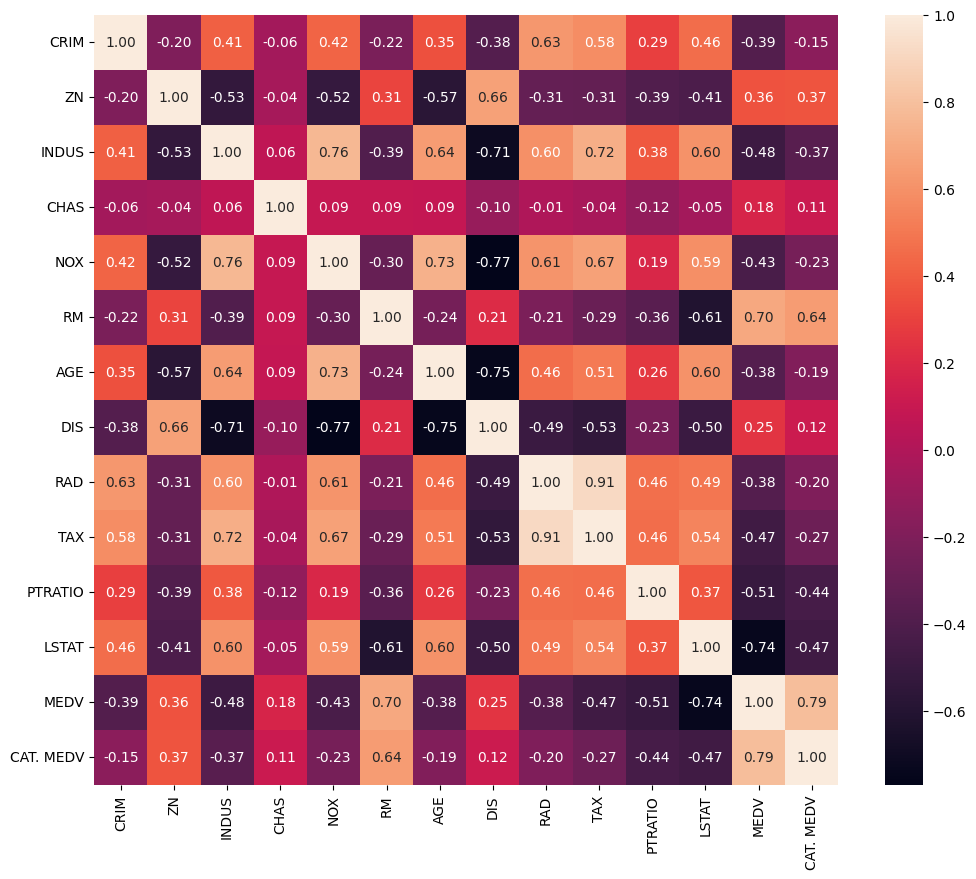 CRIM 1.00 -0.20 0.41 -0.06 0.42 -0.22 0.35 -0.38 0.63 0.58 0.29 0.46 -0.39 -0.15
ZN -0.20 1.00 -0.53 -0.04 -0.52 0.31 -0.57 0.66 -0.31 -0.31 -0.39 -0.41 0.36 0.37
INDUS 0.41 -0.53 1.00 0.06 0.76 -0.39 0.64 -0.71 0.60 0.72 0.38 0.60 -0.48 -0.37
CHAS -0.06 -0.04 0.06 1.00 0.09 0.09 0.09 -0.10 -0.01 -0.04 -0.12 -0.05 0.18 0.11
NOX 0.42 -0.52 0.76 0.09 1.00 -0.30 0.73 -0.77 0.61 0.67 0.19 0.59 -0.43 -0.23
RM -0.22 0.31 -0.39 0.09 -0.30 1.00 -0.24 0.21 -0.21 -0.29 -0.36 -0.61 0.70 0.64
AGE 0.35 -0.57 0.64 0.09 0.73 -0.24 1.00 -0.75 0.46 0.51 0.26 0.60 -0.38 -0.19
DIS -0.38 0.66 -0.71 -0.10 -0.77 0.21 -0.75 1.00 -0.49 -0.53 -0.23 -0.50 0.25 0.12
RAD 0.63 -0.31 0.60 -0.01 0.61 -0.21 0.46 -0.49 1.00 0.91 0.46 0.49 -0.38 -0.20
TAX 0.58 -0.31 0.72 -0.04 0.67 -0.29 0.51 -0.53 0.91 1.00 0.46 0.54 -0.47 -0.27
PTRATIO 0.29 -0.39 0.38 -0.12 0.19 -0.36 0.26 -0.23 0.46 0.46 1.00 0.37 -0.51 -0.44
LSTAT 0.46 -0.41 0.60 -0.05 0.59 -0.61 0.60 -0.50 0.49 0.54 0.37 1.00 -0.74 -0.47
MEDV -0.39 0.36 -0.48 0.18 -0.43 0.70 -0.38 0.25 -0.38 -0.47 -0.51 -0.74 1.00 0.79
CAT. MEDV -0.15 0.37 -0.37 0.11 -0.23 0.64 -0.19 0.12 -0.20 -0.27 -0.44 -0.47 0.79 1.00
CRIM ZN INDUS CHAS NOX RM AGE DIS RAD TAX PTRATIO LSTAT MEDV CAT. MEDV
1.0
0.8
0.6
0.4
0.2
0.0
−0.2
−0.4
−0.6